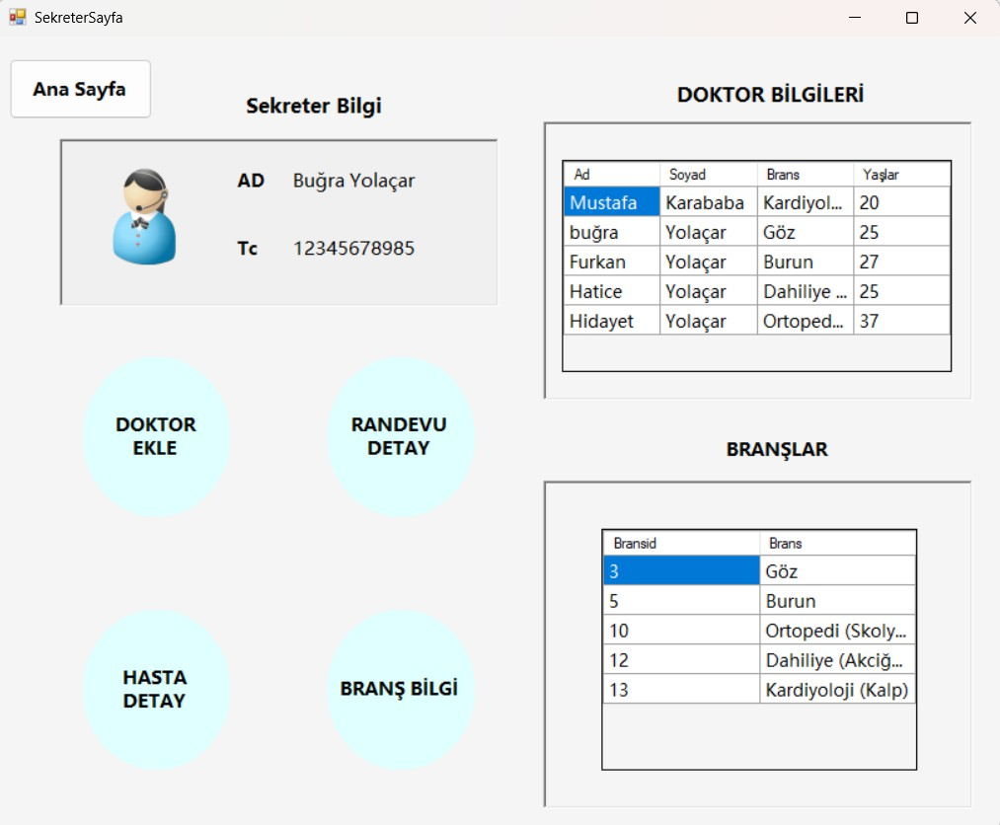 SekreterSayfa
Ana Sayfa
Sekreter Bilgi
AD Buğra Yolaçar
Tc 12345678985
DOKTOR
EKLE
RANDEVU
DETAY
HASTA
DETAY
BRANŞ BİLGİ
DOKTOR BİLGİLERİ
Ad Soyad Brans Yaşlar
Mustafa Karababa Kardiyol... 20
buğra Yolaçar Göz 25
Furkan Yolaçar Burun 27
Hatice Yolaçar Dahiliye ... 25
Hidayet Yolaçar Ortoped... 37
BRANŞLAR
Bransid Brans
3 Göz
5 Burun
10 Ortopedi (Skoly...
12 Dahiliye (Akciğ...
13 Kardiyoloji (Kalp)